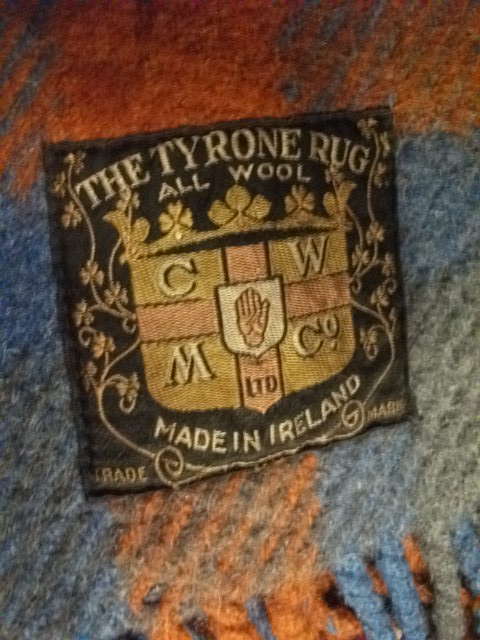 THE TYRONE RUG
ALL WOOL
C W
M Co
LTD
MADE IN IRELAND
TRADE MARK